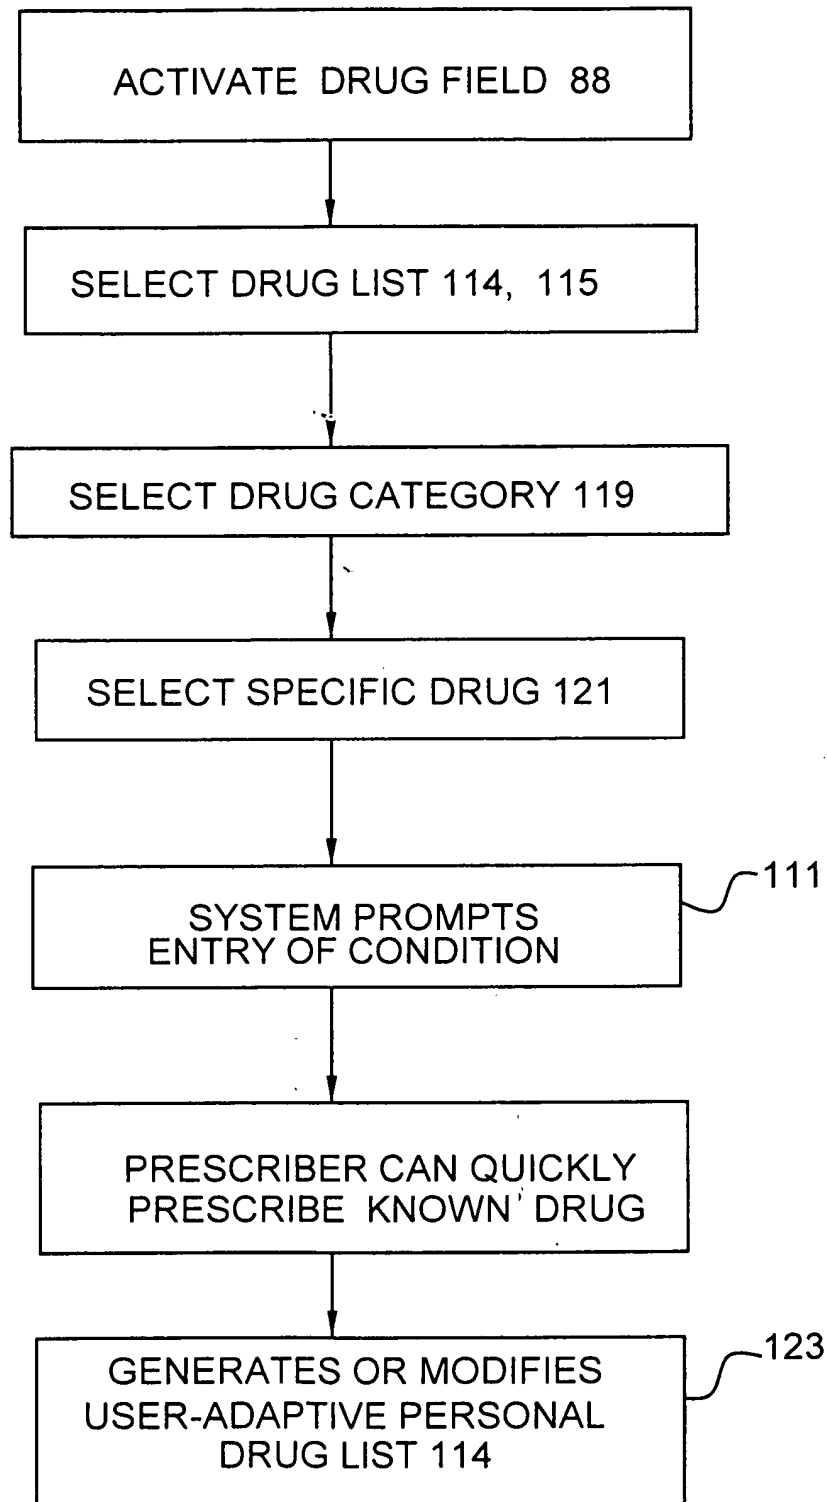 ACTIVATE DRUG FIELD 88
SELECT DRUG LIST 114, 115
SELECT DRUG CATEGORY 119
SELECT SPECIFIC DRUG 121
111
SYSTEM PROMPTS
ENTRY OF CONDITION
PRESCRIBER CAN QUICKLY
PRESCRIBE KNOWN DRUG
123
GENERATES OR MODIFIES
USER-ADAPTIVE PERSONAL
DRUG LIST 114